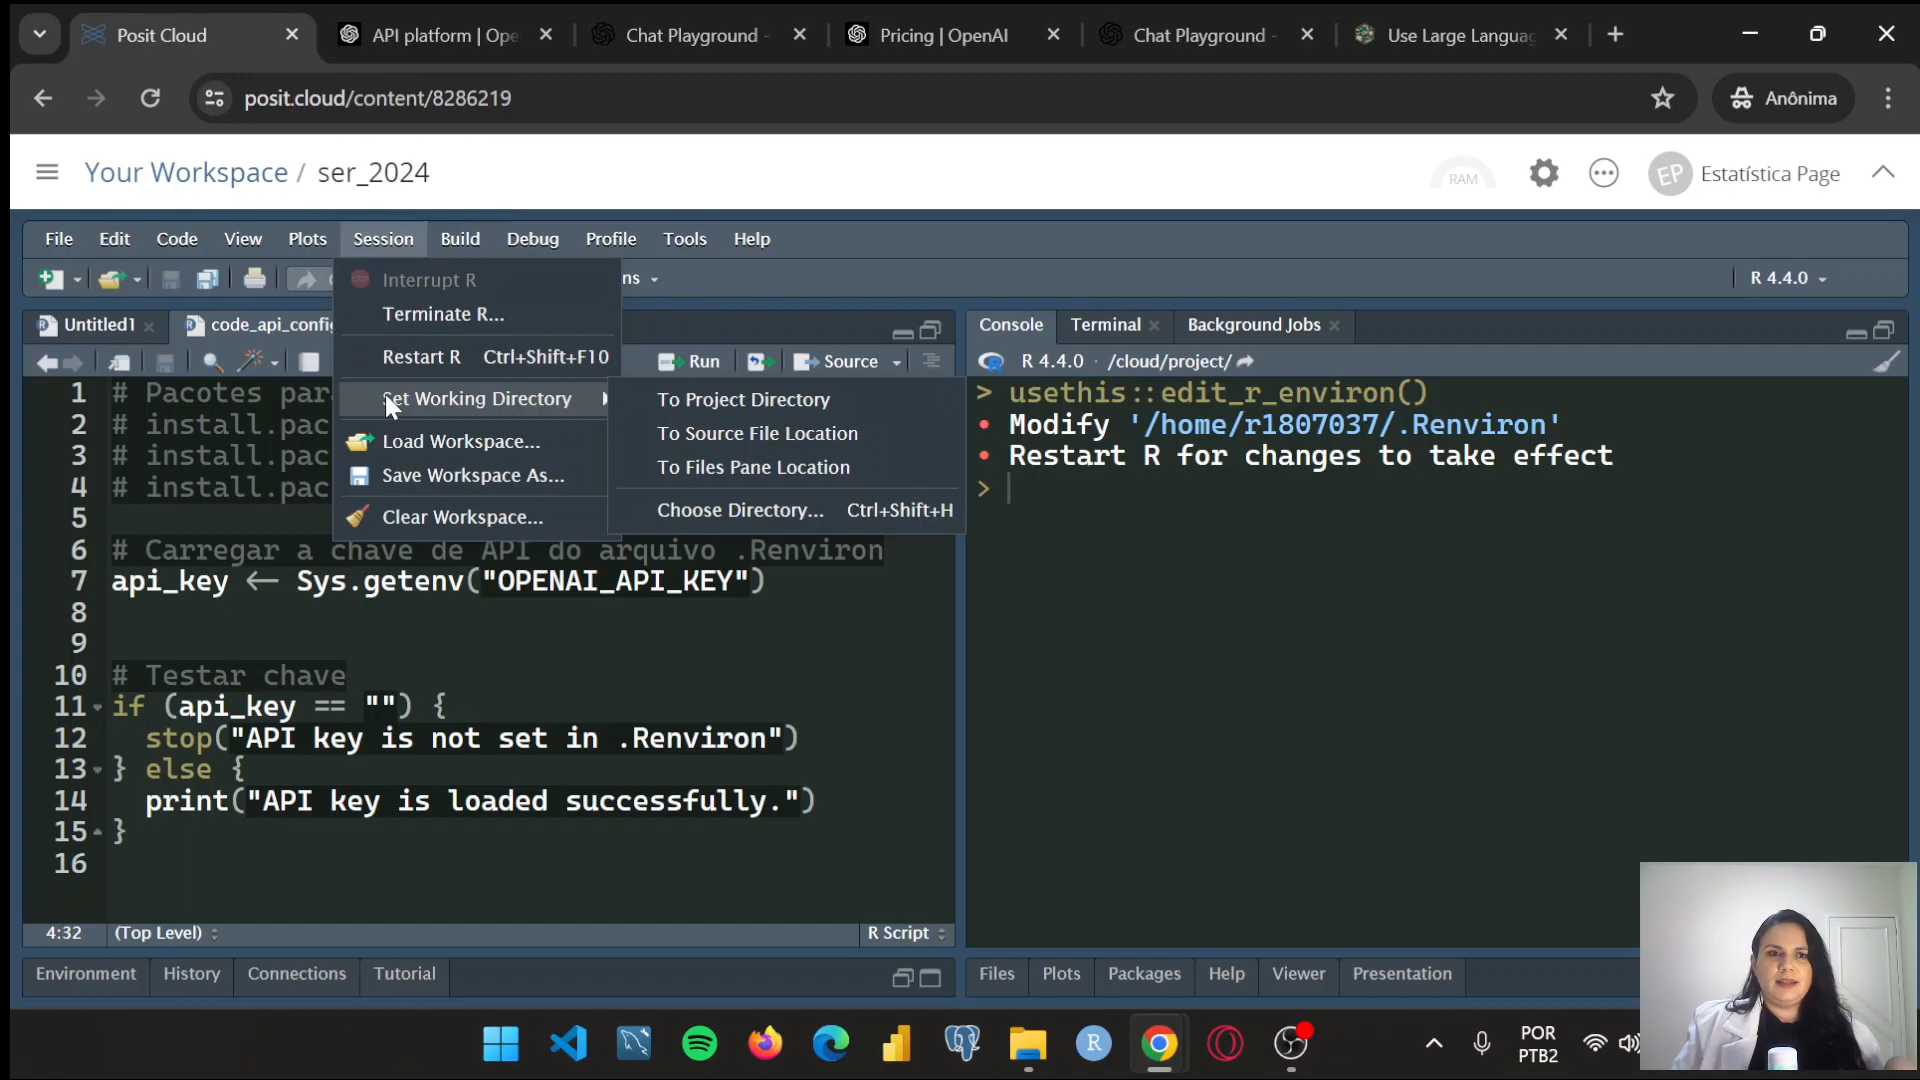 Posit Cloud
API platform | Ope
Chat Playground -
Pricing | OpenAI
Chat Playground -
Use Large Langua
posit.cloud/content/8286219
Anônima
Your Workspace / ser_2024
RAM
EP
Estatística Page
File Edit Code View Plots Session Build Debug Profile Tools Help
ns
R 4.4.0
Interrupt R
Terminate R...
Restart R Ctrl+Shift+F10
Set Working Directory
Load Workspace...
Save Workspace As...
Clear Workspace...
To Project Directory
To Source File Location
To Files Pane Location
Choose Directory... Ctrl+Shift+H
Untitled1
code_api_config
Run
Source
1 # Pacotes par
2 # install.pac
3 # install.pac
4 # install.pac
5
6 # Carregar a chave de API do arquivo .Renviron
7 api_key <- Sys.getenv("OPENAI_API_KEY")
8
9
10 # Testar chave
11 if (api_key == "") {
12 stop("API key is not set in .Renviron")
13 } else {
14 print("API key is loaded successfully.")
15 }
16
4:32 (Top Level) R Script
Console Terminal Background Jobs
R 4.4.0 · /cloud/project/
> usethis::edit_r_environ()
• Modify '/home/r1807037/.Renviron'
• Restart R for changes to take effect
>
Environment History Connections Tutorial
Files Plots Packages Help Viewer Presentation
R
POR
PTB2